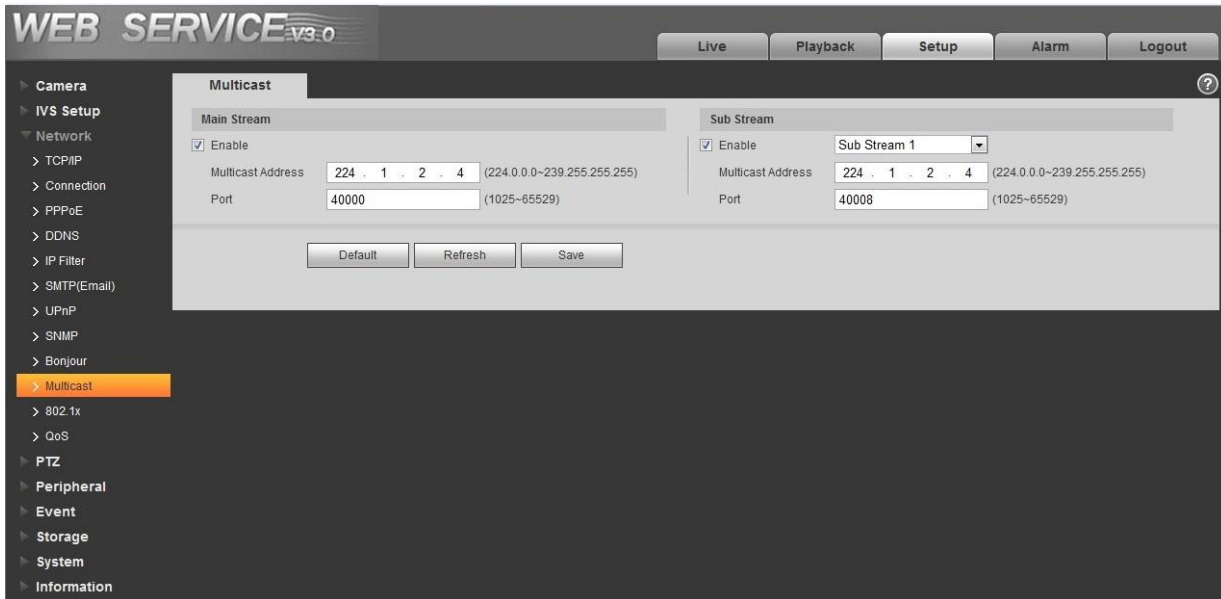 WEB SERVICE V3.0
Live
Playback
Setup
Alarm
Logout
Camera
IVS Setup
Network
> TCP/IP
> Connection
> PPPoE
> DDNS
> IP Filter
> SMTP(Email)
> UPnP
> SNMP
> Bonjour
> Multicast
> 802.1x
> QoS
PTZ
Peripheral
Event
Storage
System
Information
Multicast
?
Main Stream
Enable
Multicast Address 224 . 1 . 2 . 4 (224.0.0.0~239.255.255.255)
Port 40000 (1025~65529)
Sub Stream
Enable Sub Stream 1
Multicast Address 224 . 1 . 2 . 4 (224.0.0.0~239.255.255.255)
Port 40008 (1025~65529)
Default Refresh Save